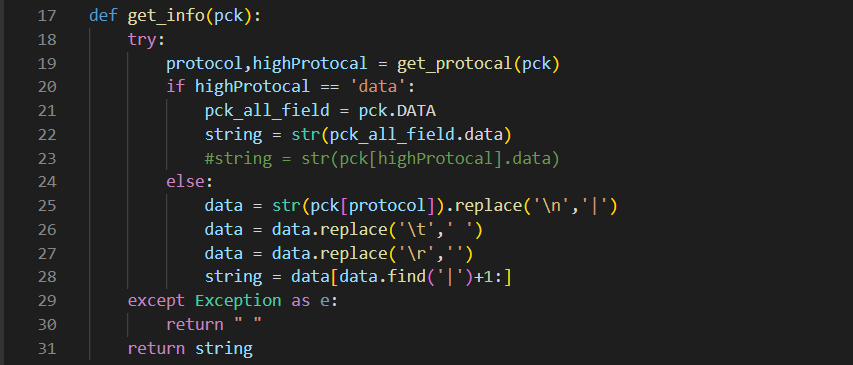 17 def get_info(pck):
18     try:
19         protocol,highProtocal = get_protocal(pck)
20         if highProtocal == 'data':
21             pck_all_field = pck.DATA
22             string = str(pck_all_field.data)
23             #string = str(pck[highProtocal].data)
24         else:
25             data = str(pck[protocol]).replace('\n','|')
26             data = data.replace('\t',' ')
27             data = data.replace('\r','')
28             string = data[data.find('|')+1:]
29     except Exception as e:
30         return " "
31     return string